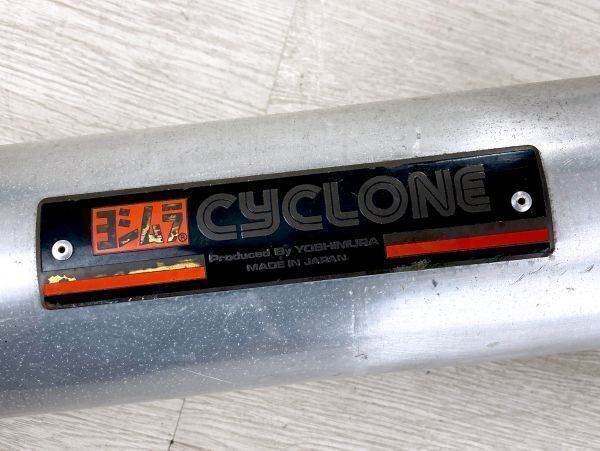 ヨシムラ® CYCLONE
Produced By YOSHIMURA
MADE IN JAPAN